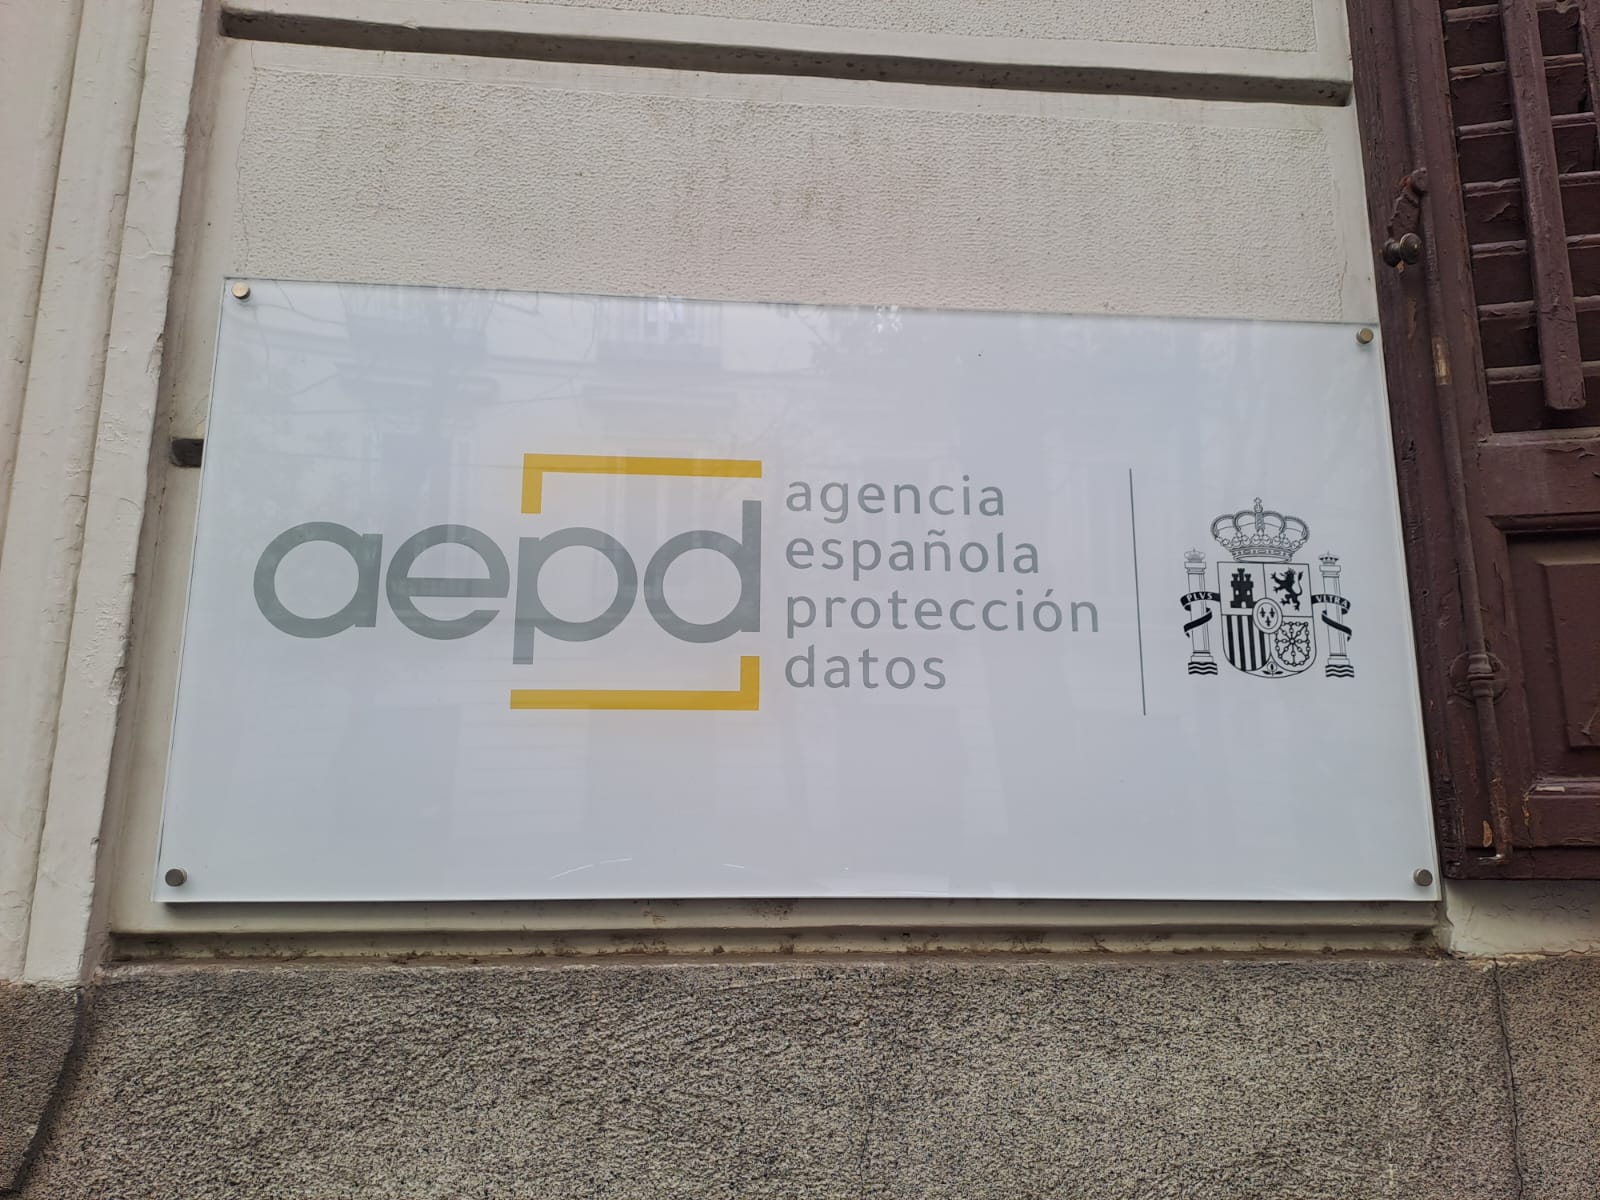 aepd
agencia
española
protección
datos
PLVS VLTRA